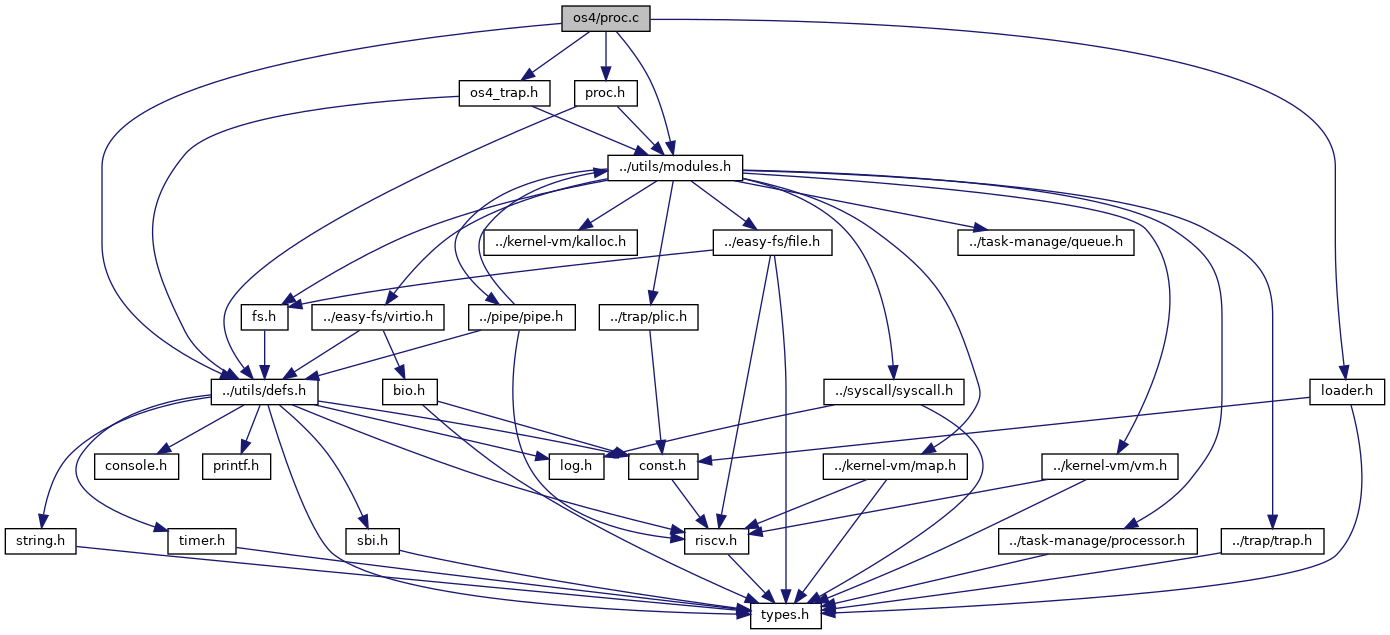 os4/proc.c
os4_trap.h
proc.h
../utils/modules.h
../kernel-vm/kalloc.h
../easy-fs/file.h
../task-manage/queue.h
fs.h
../easy-fs/virtio.h
../pipe/pipe.h
../trap/plic.h
../utils/defs.h
bio.h
../syscall/syscall.h
loader.h
console.h
printf.h
log.h
const.h
../kernel-vm/map.h
../kernel-vm/vm.h
string.h
timer.h
sbi.h
riscv.h
../task-manage/processor.h
../trap/trap.h
types.h